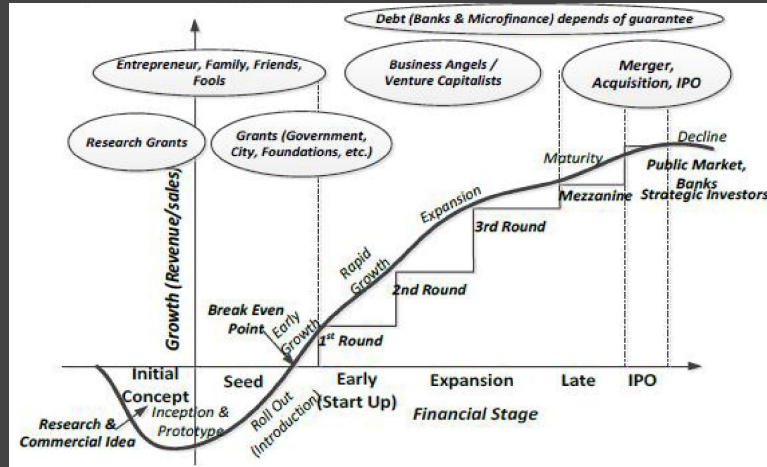 Debt (Banks & Microfinance) depends of guarantee
Entrepreneur, Family, Friends,
Fools
Business Angels /
Venture Capitalists
Merger,
Acquisition, IPO
Research Grants
Grants (Government,
City, Foundations, etc.)
Growth (Revenue/sales,
Decline
Maturity
Public Market,
Banks
Strategic Investors
Mezzanine
Expansion
3rd Round
Rapid
Growth
2nd Round
Break Even
Point
Early
Growth
1st Round
Initial
Concept
Seed
Early
(Start Up)
Expansion
Late
IPO
Financial Stage
Research &
Commercial Idea
Inception &
Prototype
Roll Out
(Introduction)